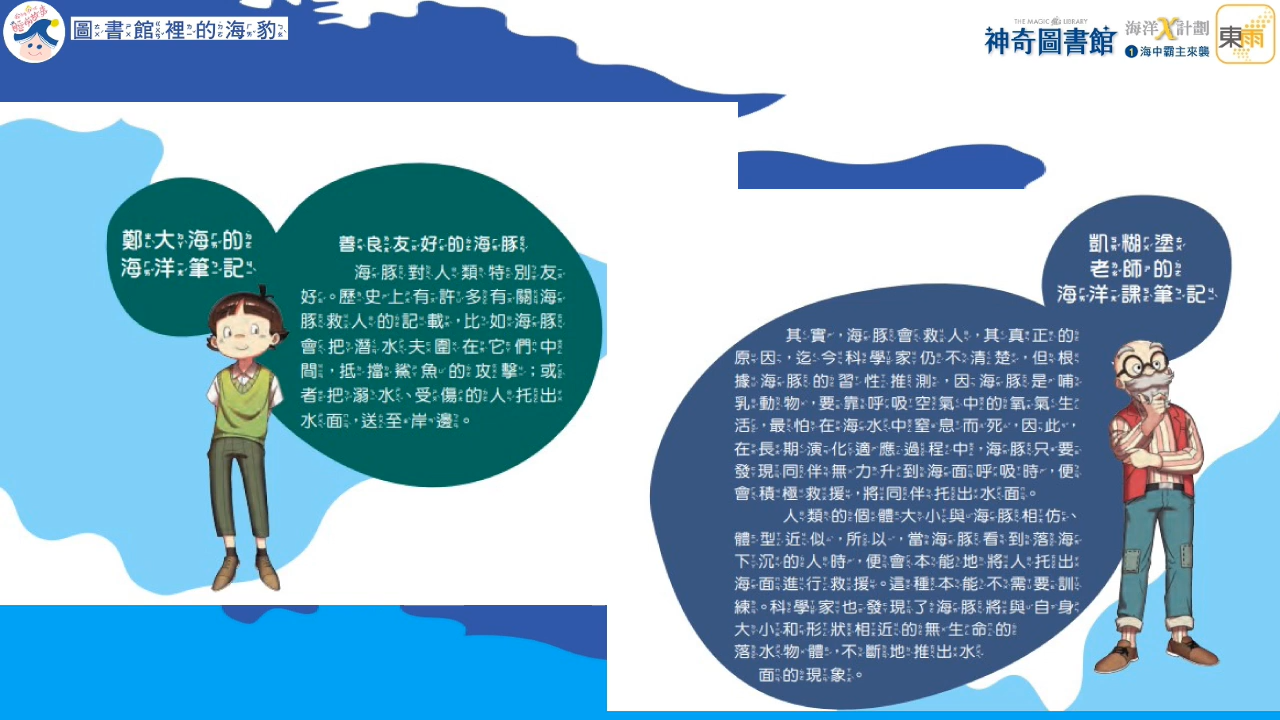 圖書館裡的海豹
THE MAGIC LIBRARY
神奇圖書館
海洋X計劃
1 海中霸主來襲
東雨
鄭大海的
海洋筆記
善良友好的海豚
海豚對人類特別友
好。歷史上有許多有關海
豚救人的記載，比如海豚
會把潛水夫圍在它們中
間，抵擋鯊魚的攻擊；或
者把溺水、受傷的人托出
水面，送至岸邊。
凱糊塗
老師的
海洋課筆記
其實，海豚會救人，其真正的
原因，迄今科學家仍不清楚，但根
據海豚的習性推測，因海豚是哺
乳動物，要靠呼吸空氣中的氧氣生
活，最怕在海水中窒息而死，因此，
在長期演化適應過程中，海豚只要
發現同伴無力升到海面呼吸時，便
會積極救援，將同伴托出水面。
人類的個體大小與海豚相仿、
體型近似，所以，當海豚看到落海
下沉的人時，便會本能地將人托出
海面進行救援。這種本能不需要訓
練。科學家也發現了海豚將與自身
大小和形狀相近的無生命的
落水物體，不斷地推出水
面的現象。